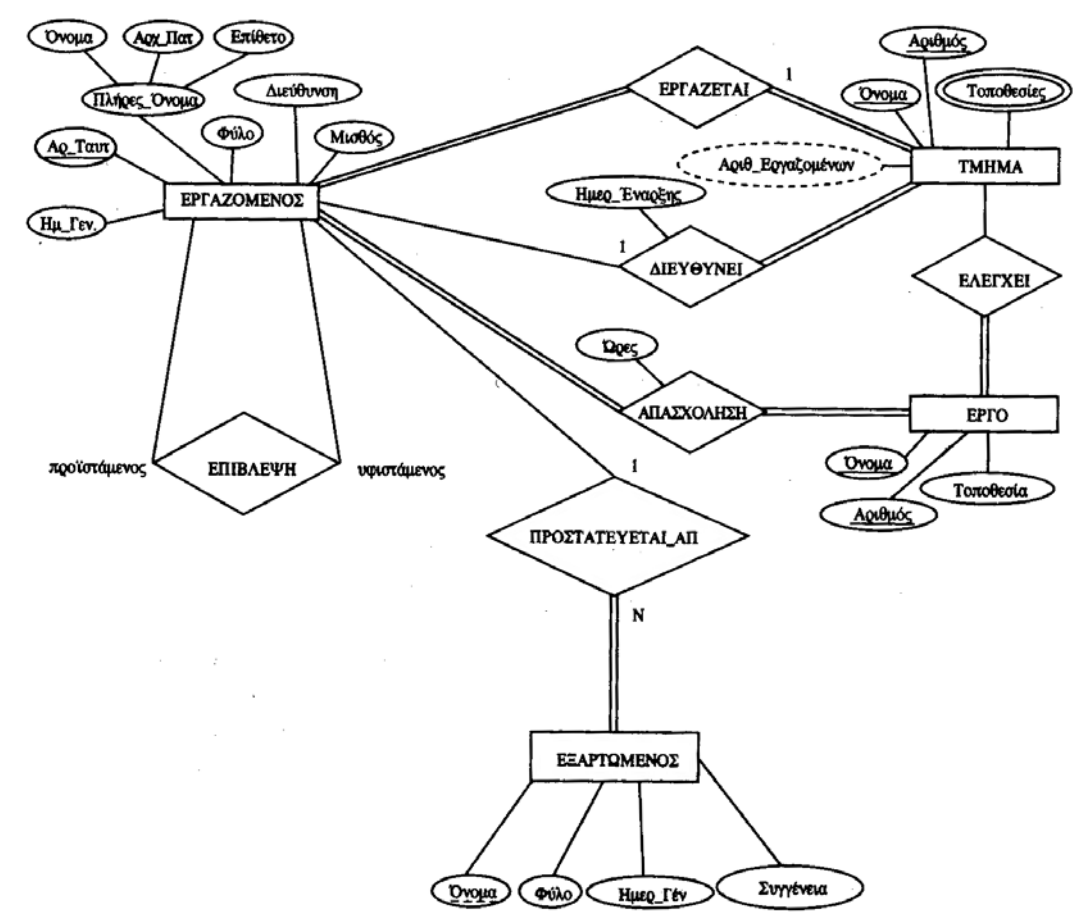 Όνομα
Αρχ_Πατ
Επίθετο
Πλήρες_Όνομα
Διεύθυνση
Φύλο
Μισθός
Αρ_Ταυτ
ΕΡΓΑΖΟΜΕΝΟΣ
Ημ_Γεν.
ΕΡΓΑΖΕΤΑΙ
1
Αριθμός
Όνομα
Τοποθεσίες
ΤΜΗΜΑ
Αριθ_Εργαζομένων
Ημερ_Έναρξης
1
ΔΙΕΥΘΥΝΕΙ
ΕΛΕΓΧΕΙ
Ώρες
ΑΠΑΣΧΟΛΗΣΗ
ΕΡΓΟ
Όνομα
Αριθμός
Τοποθεσία
προϊστάμενος
ΕΠΙΒΛΕΨΗ
υφιστάμενος
1
ΠΡΟΣΤΑΤΕΥΕΤΑΙ_ΑΠ
N
ΕΞΑΡΤΩΜΕΝΟΣ
Όνομα
Φύλο
Ημερ_Γέν
Συγγένεια